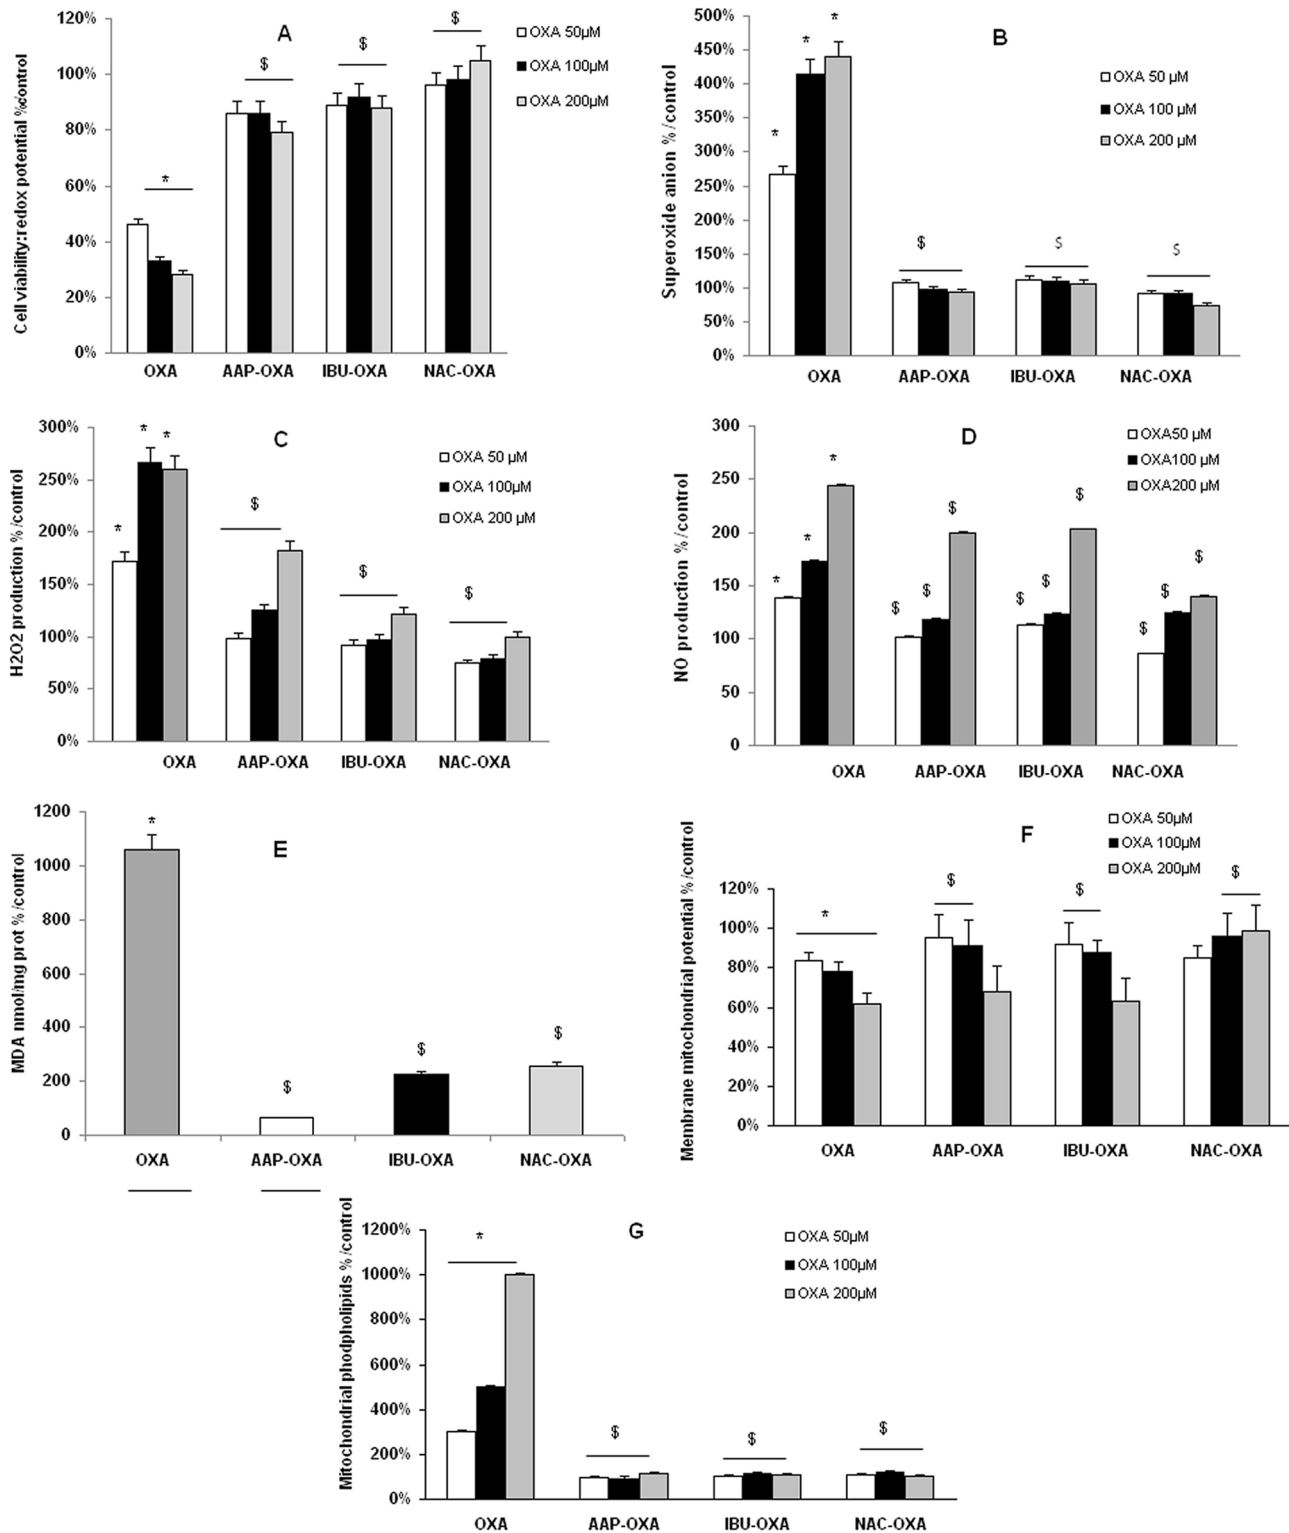 A
Cell viability:redox potential %control
120%
100%
80%
60%
40%
20%
0%
*
$
$
$
OXA 50µM
OXA 100µM
OXA 200µM
OXA AAP-OXA IBU-OXA NAC-OXA
B
Superoxide anion %/control
500%
450%
400%
350%
300%
250%
200%
150%
100%
50%
0%
*
*
*
$
$
$
OXA 50 µM
OXA 100 µM
OXA 200 µM
OXA AAP-OXA IBU-OXA NAC-OXA
C
H2O2 production %/control
300%
250%
200%
150%
100%
50%
0%
*
*
*
$
$
$
OXA 50 µM
OXA 100µM
OXA 200 µM
OXA AAP-OXA IBU-OXA NAC-OXA
D
NO production %/control
300
250
200
150
100
50
0
*
*
*
$
$
$
$
$
$
$
$
$
OXA50 µM
OXA100 µM
OXA200 µM
OXA AAP-OXA IBU-OXA NAC-OXA
E
MDA nmol/mg prot %/control
1200
1000
800
600
400
200
0
*
$
$
$
OXA AAP-OXA IBU-OXA NAC-OXA
F
Membrane mitochondrial potential %/control
120%
100%
80%
60%
40%
20%
0%
*
$
$
$
OXA 50µM
OXA 100µM
OXA 200µM
OXA AAP-OXA IBU-OXA NAC-OXA
G
Mitochondrial phodpholipids %/control
1200%
1000%
800%
600%
400%
200%
0%
*
$
$
$
OXA 50µM
OXA 100µM
OXA 200µM
OXA AAP-OXA IBU-OXA NAC-OXA